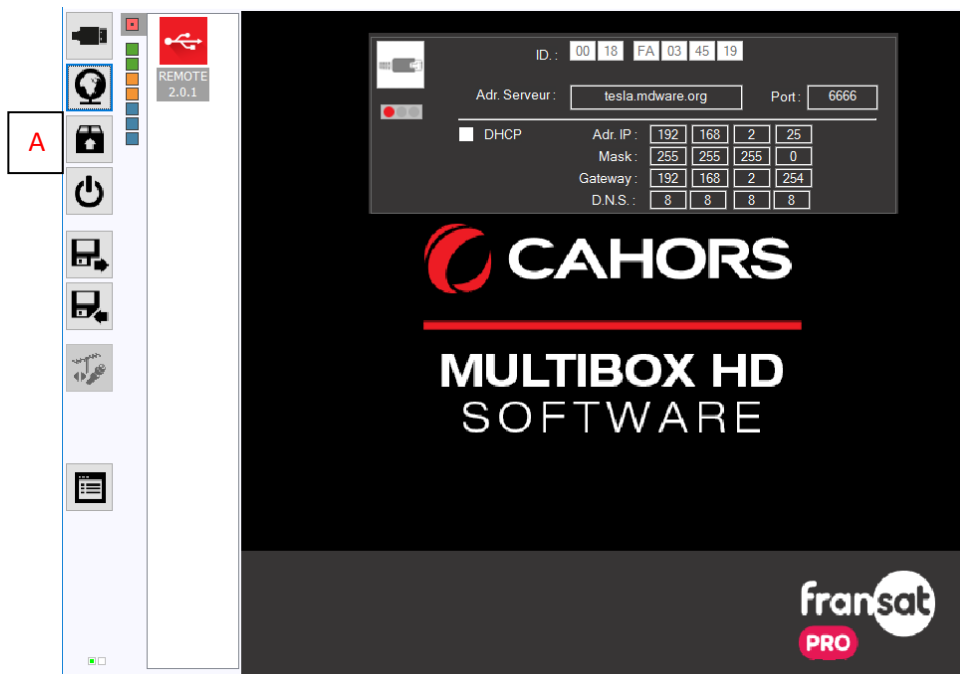 A
REMOTE
2.0.1
ID. : 00 18 FA 03 45 19
Adr. Serveur : tesla.mdware.org Port : 6666
DHCP Adr. IP : 192 168 2 25
Mask : 255 255 255 0
Gateway : 192 168 2 254
D.N.S. : 8 8 8 8
CAHORS
MULTIBOX HD
SOFTWARE
fransat
PRO